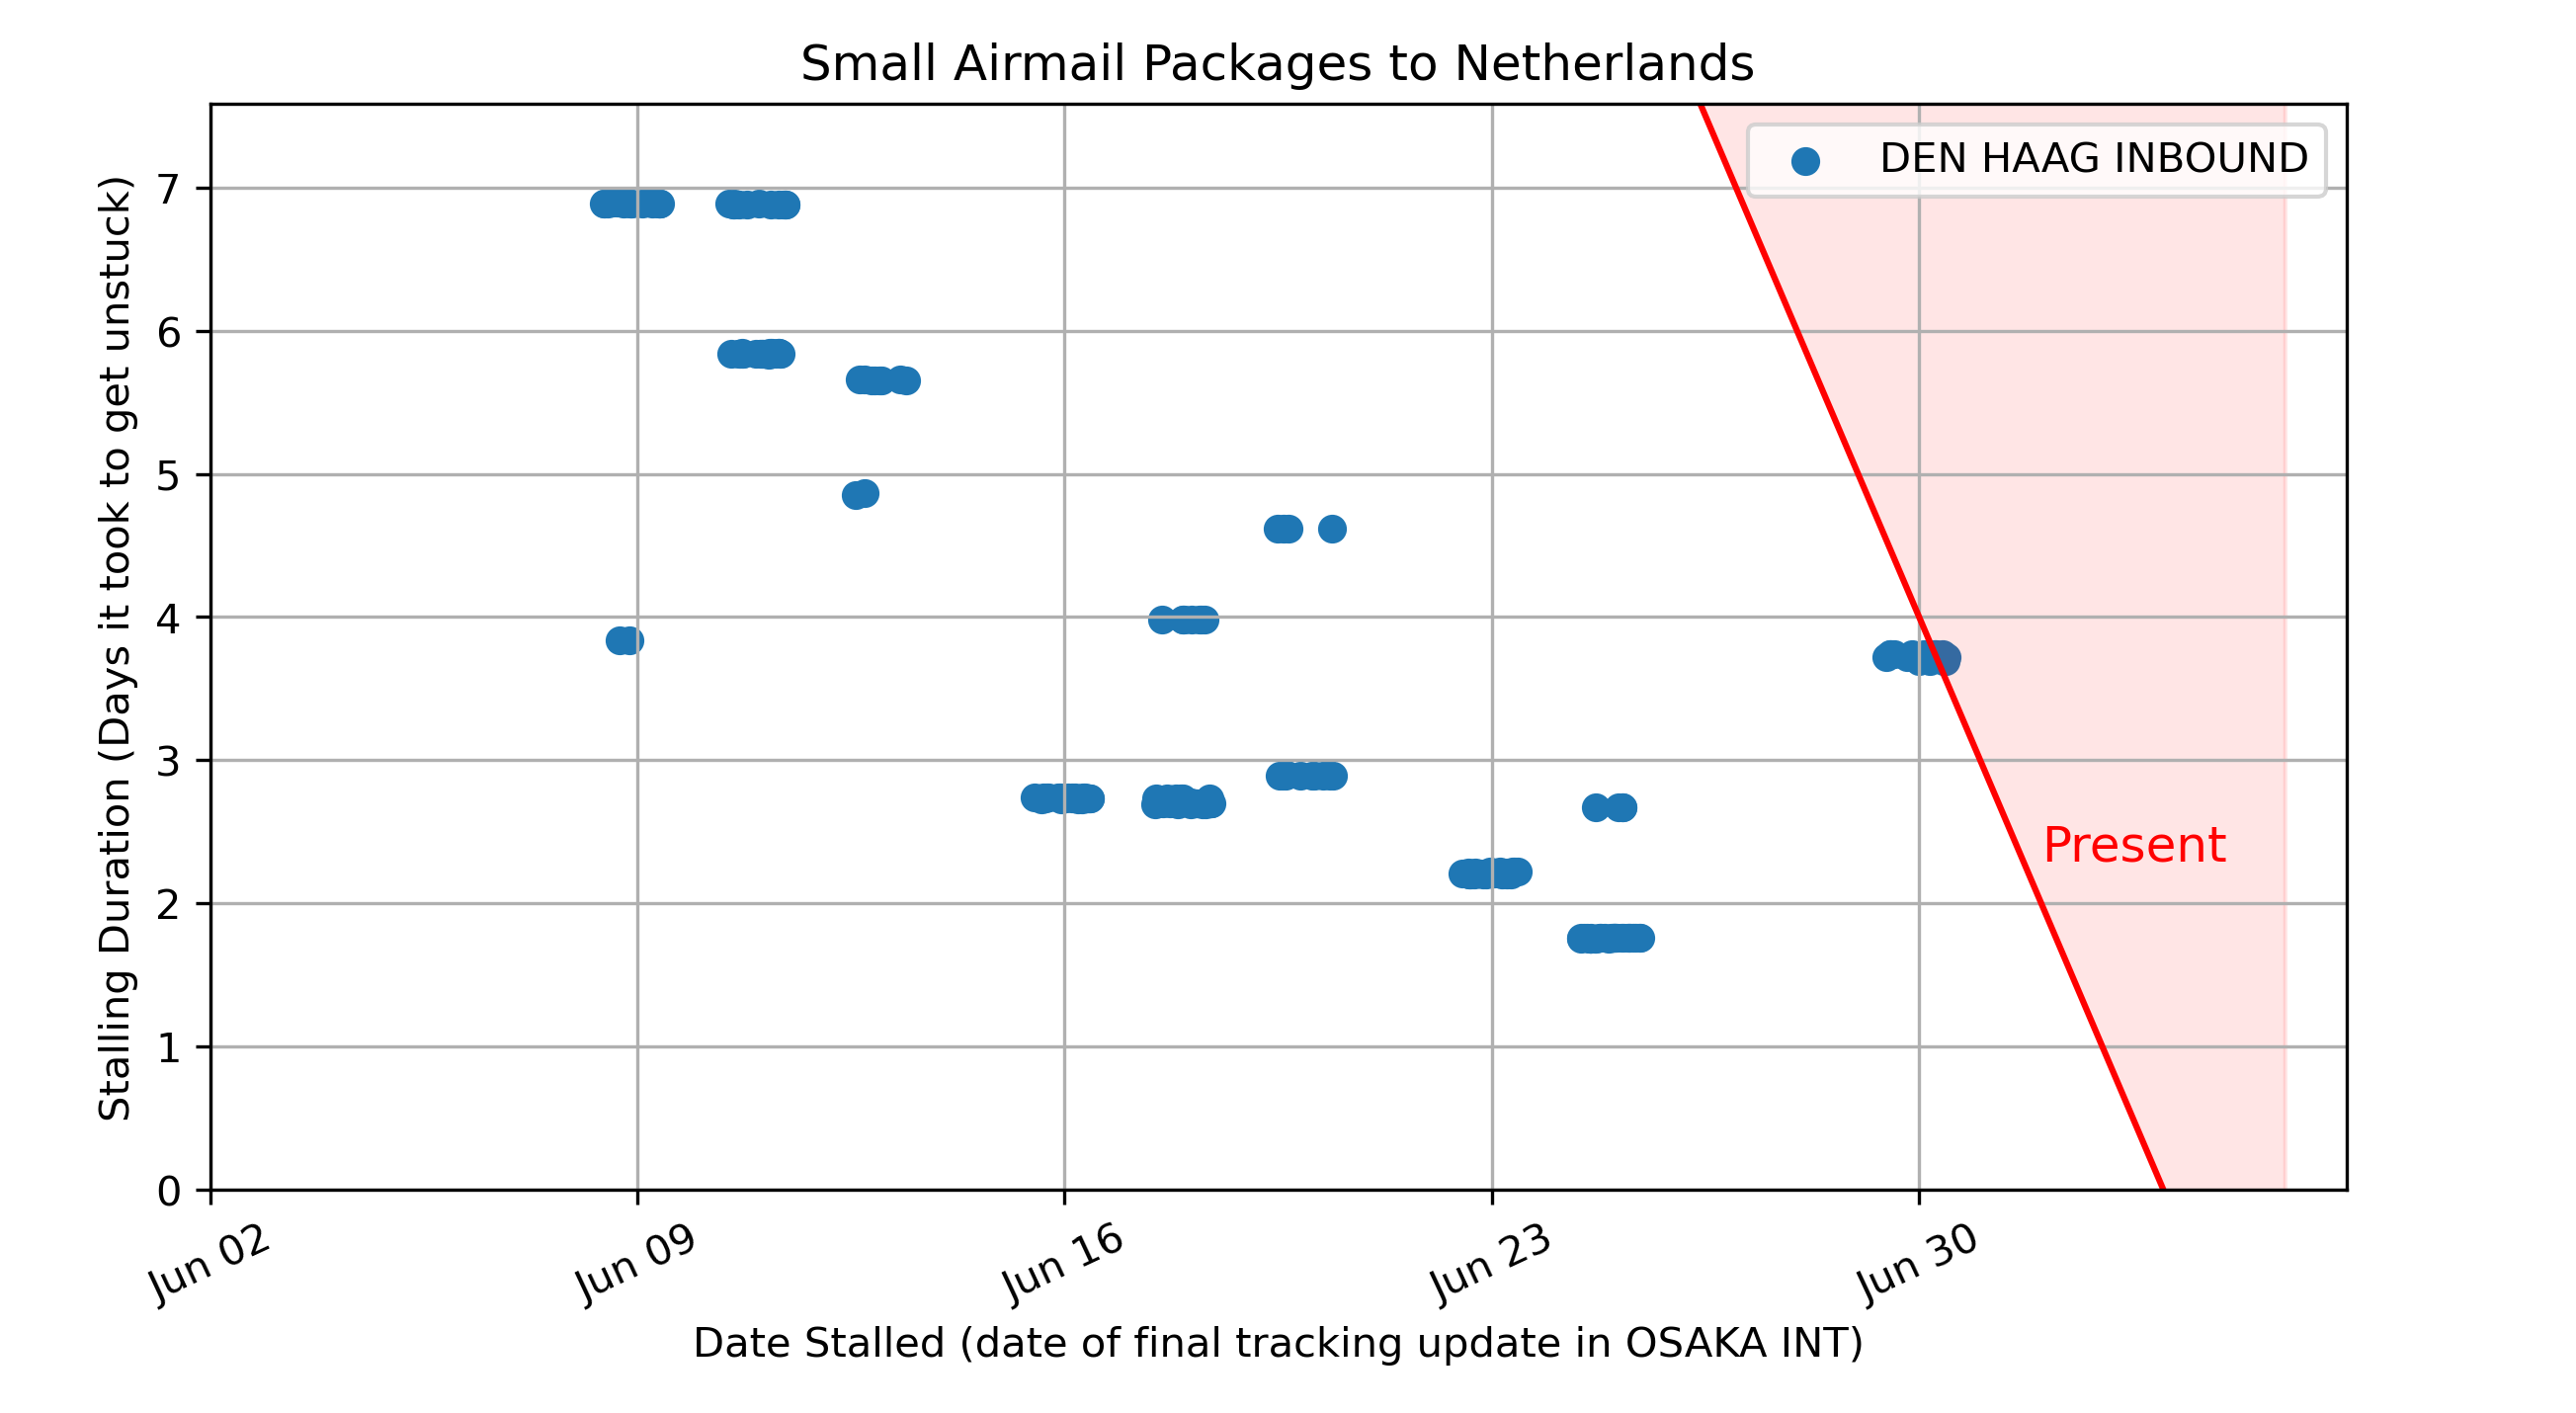 Small Airmail Packages to Netherlands
DEN HAAG INBOUND
Stalling Duration (Days it took to get unstuck)
7
6
5
4
3
2
1
0
Present
Jun 02
Jun 09
Jun 16
Jun 23
Jun 30
Date Stalled (date of final tracking update in OSAKA INT)